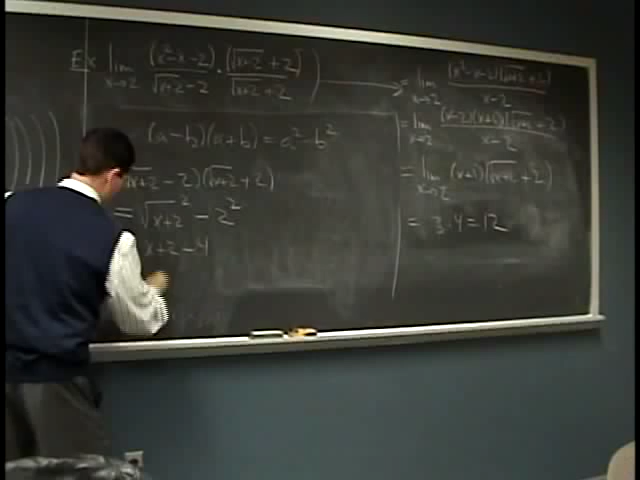 Ex lim x→2 (x²-x-2)/(√x+2 - 2) · (√x+2 + 2)/(√x+2 + 2)
(a-b)(a+b) = a²-b²
√x+2 - 2)(√x+2 + 2)
= √x+2² - 2²
x+2-4
= lim x→2 (x²-x-2)(√x+2 + 2)/(x-2)
= lim x→2 (x-2)(x+1)(√x+2 + 2)/(x-2)
= lim x→2 (x+1)(√x+2 + 2)
= 3·4=12